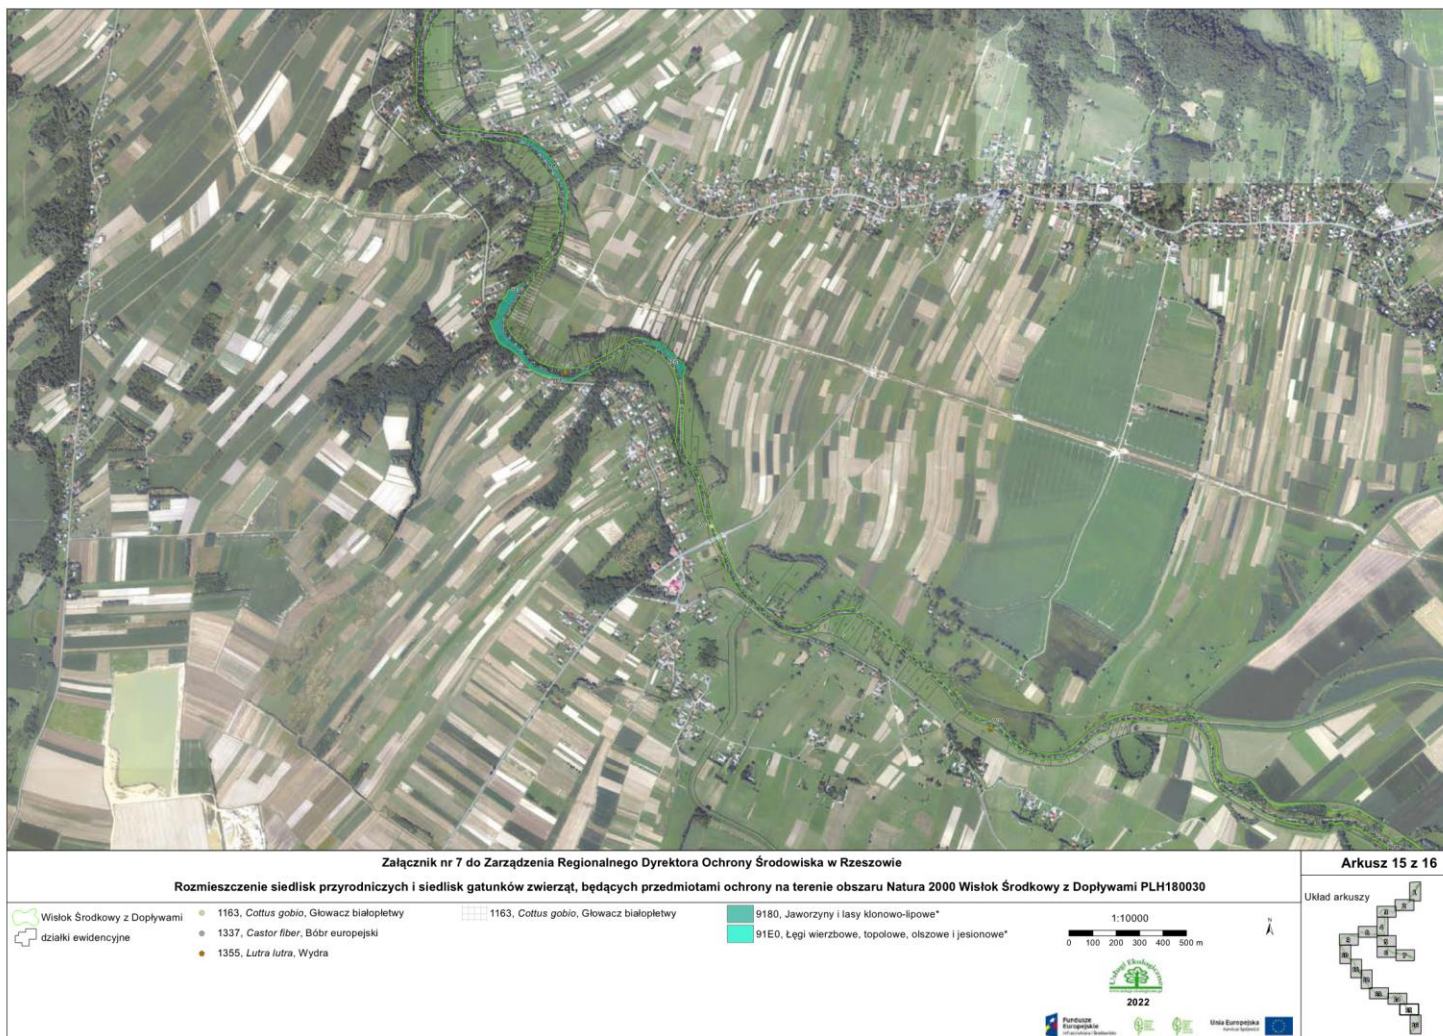 Załącznik nr 7 do Zarządzenia Regionalnego Dyrektora Ochrony Środowiska w Rzeszowie
Rozmieszczenie siedlisk przyrodniczych i siedlisk gatunków zwierząt, będących przedmiotami ochrony na terenie obszaru Natura 2000 Wisłok Środkowy z Dopływami PLH180030
Wisłok Środkowy z Dopływami
działki ewidencyjne
1163, Cottus gobio, Głowacz białopłetwy
1337, Castor fiber, Bóbr europejski
1355, Lutra lutra, Wydra
1163, Cottus gobio, Głowacz białopłetwy
9180, Jaworzyny i lasy klonowo-lipowe*
91E0, Łęgi wierzbowe, topolowe, olszowe i jesionowe*
1:10000
0 100 200 300 400 500 m
N
Usługi Ekologiczne
2022
Fundusze
Europejskie
Infrastruktura i Środowisko
Unia Europejska
Arkusz 15 z 16
Układ arkuszy